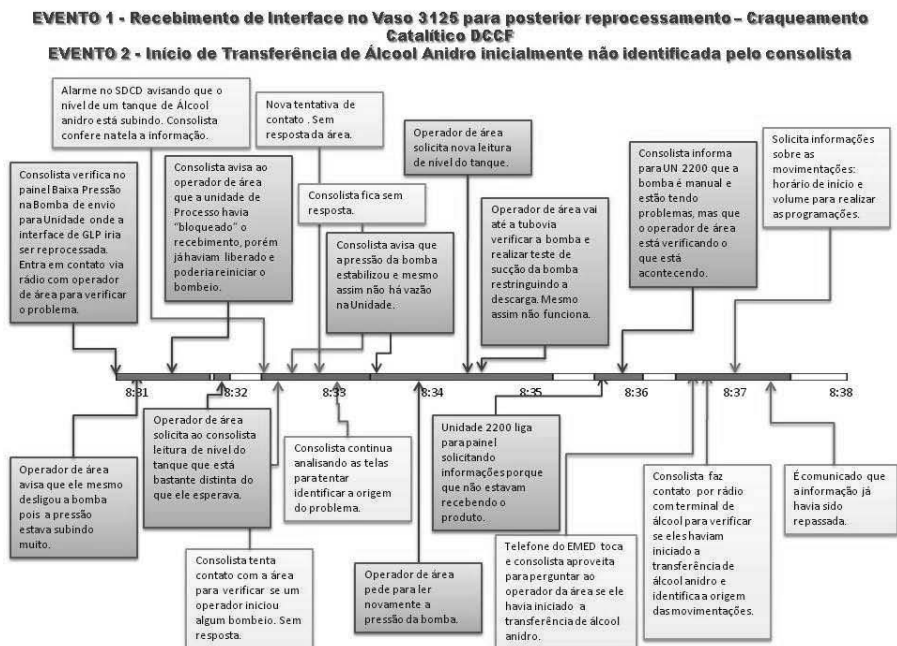 EVENTO 1 - Recebimento de Interface no Vaso 3125 para posterior reprocessamento – Craqueamento
Catalítico DCCF
EVENTO 2 - Início de Transferência de Álcool Anidro inicialmente não identificada pelo consolista
Alarme no SDCD avisando que o
nível de um tanque de Álcool
anidro está subindo. Consolista
confere na tela a informação.
Nova tentativa de
contato . Sem
resposta da área.
Operador de área
solicita nova leitura
de nível do tanque.
Consolista verifica no
painel Baixa Pressão
na Bomba de envio
para Unidade onde a
interface de GLP iria
ser reprocessada.
Entra em contato via
rádio com operador
de área para verificar
o problema.
Consolista avisa ao
operador de área
que a unidade de
Processo havia
"bloqueado" o
recebimento, porém
já haviam liberado e
poderia reiniciar o
bombeio.
Consolista fica sem
resposta.
Consolista avisa que
a pressão da bomba
estabilizou e mesmo
assim não há vazão
na Unidade.
Operador de área vai
até a tubovia
verificar a bomba e
realizar teste de
sucção da bomba
restringindo a
descarga. Mesmo
assim não funciona.
Consolista informa
para UN 2200 que a
bomba é manual e
estão tendo
problemas, mas que
o operador de área
está verificando o
que está
acontecendo.
Solicita informações
sobre as
movimentações:
horário de início e
volume para realizar
as programações.
8:31 8:32 8:33 8:34 8:35 8:36 8:37 8:38
Operador de área
avisa que ele mesmo
desligou a bomba
pois a pressão
estava subindo
muito.
Operador de área
solicita ao consolista
leitura de nível do
tanque que está
bastante distinta do
que ele esperava.
Consolista tenta
contato com a área
para verificar se um
operador iniciou
algum bombeio. Sem
resposta.
Consolista continua
analisando as telas
para tentar
identificar a origem
do problema.
Operador de área
pede para ler
novamente a
pressão da bomba.
Unidade 2200 liga
para painel
solicitando
informações porque
que não estavam
recebendo o
produto.
Telefone do EMED toca
e consolista aproveita
para perguntar ao
operador da área se ele
havia iniciado a
transferência de álcool
anidro.
Consolista faz
contato por rádio
com terminal de
álcool para verificar
se eles haviam
iniciado a
transferência de
álcool anidro e
identifica a origem
das movimentações.
É comunicado que
a informação já
havia sido
repassada.